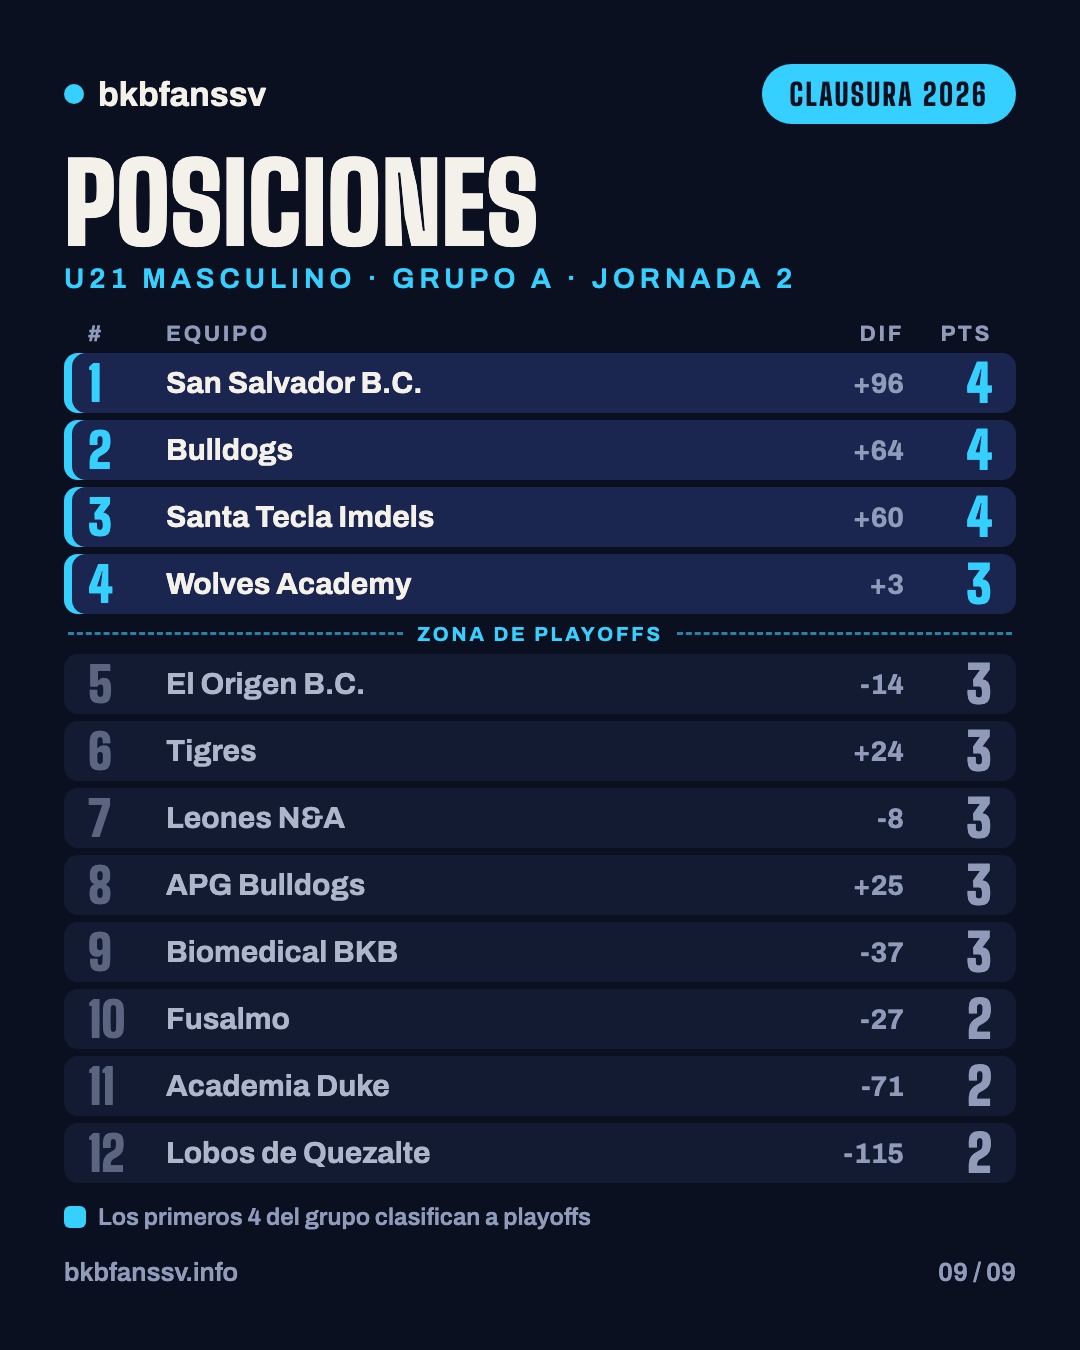 bkbfanssv
CLAUSURA 2026
POSICIONES
U21 MASCULINO · GRUPO A · JORNADA 2
# EQUIPO DIF PTS
1 San Salvador B.C. +96 4
2 Bulldogs +64 4
3 Santa Tecla Imdels +60 4
4 Wolves Academy +3 3
ZONA DE PLAYOFFS
5 El Origen B.C. -14 3
6 Tigres +24 3
7 Leones N&A -8 3
8 APG Bulldogs +25 3
9 Biomedical BKB -37 3
10 Fusalmo -27 2
11 Academia Duke -71 2
12 Lobos de Quezalte -115 2
Los primeros 4 del grupo clasifican a playoffs
bkbfanssv.info 09 / 09